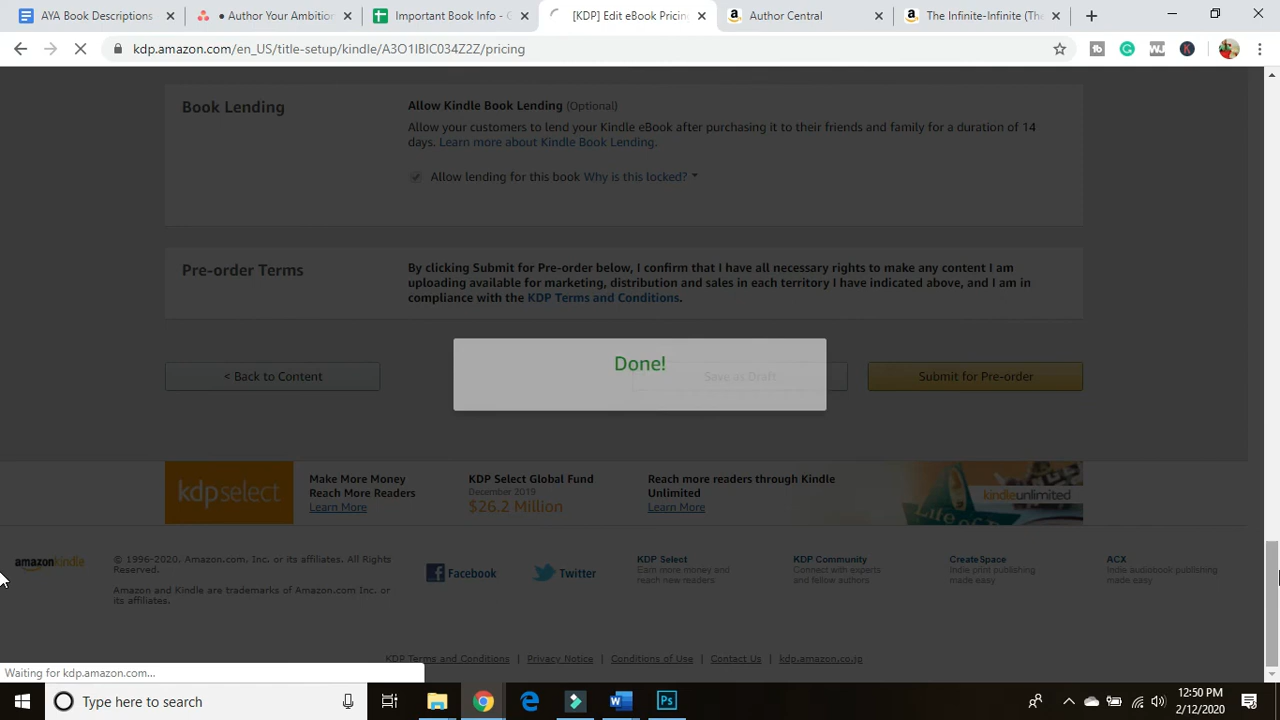 AYA Book Descriptions
• Author Your Ambition
Important Book Info - G
[KDP] Edit eBook Pricing
Author Central
The Infinite-Infinite (The
kdp.amazon.com/en_US/title-setup/kindle/A3O1IBIC034Z2Z/pricing
Book Lending
Allow Kindle Book Lending (Optional)
Allow your customers to lend your Kindle eBook after purchasing it to their friends and family for a duration of 14
days. Learn more about Kindle Book Lending.
Allow lending for this book Why is this locked?
Pre-order Terms
By clicking Submit for Pre-order below, I confirm that I have all necessary rights to make any content I am
uploading available for marketing, distribution and sales in each territory I have indicated above, and I am in
compliance with the KDP Terms and Conditions.
Done!
< Back to Content
Save as Draft
Submit for Pre-order
kdpselect
Make More Money
Reach More Readers
Learn More
KDP Select Global Fund
December 2019
$26.2 Million
Reach more readers through Kindle
Unlimited
Learn More
kindleunlimited
Life of
amazonkindle
© 1996-2020, Amazon.com, Inc. or its affiliates. All Rights
Reserved.
Amazon and Kindle are trademarks of Amazon.com Inc. or
its affiliates.
Facebook
Twitter
KDP Select
Earn more money and
reach new readers
KDP Community
Connect with experts
and fellow authors
CreateSpace
Indie print publishing
made easy
ACX
Indie audiobook publishing
made easy
KDP Terms and Conditions | Privacy Notice | Conditions of Use | Contact Us | kdp.amazon.co.jp
Waiting for kdp.amazon.com...
Type here to search
12:50 PM
2/12/2020